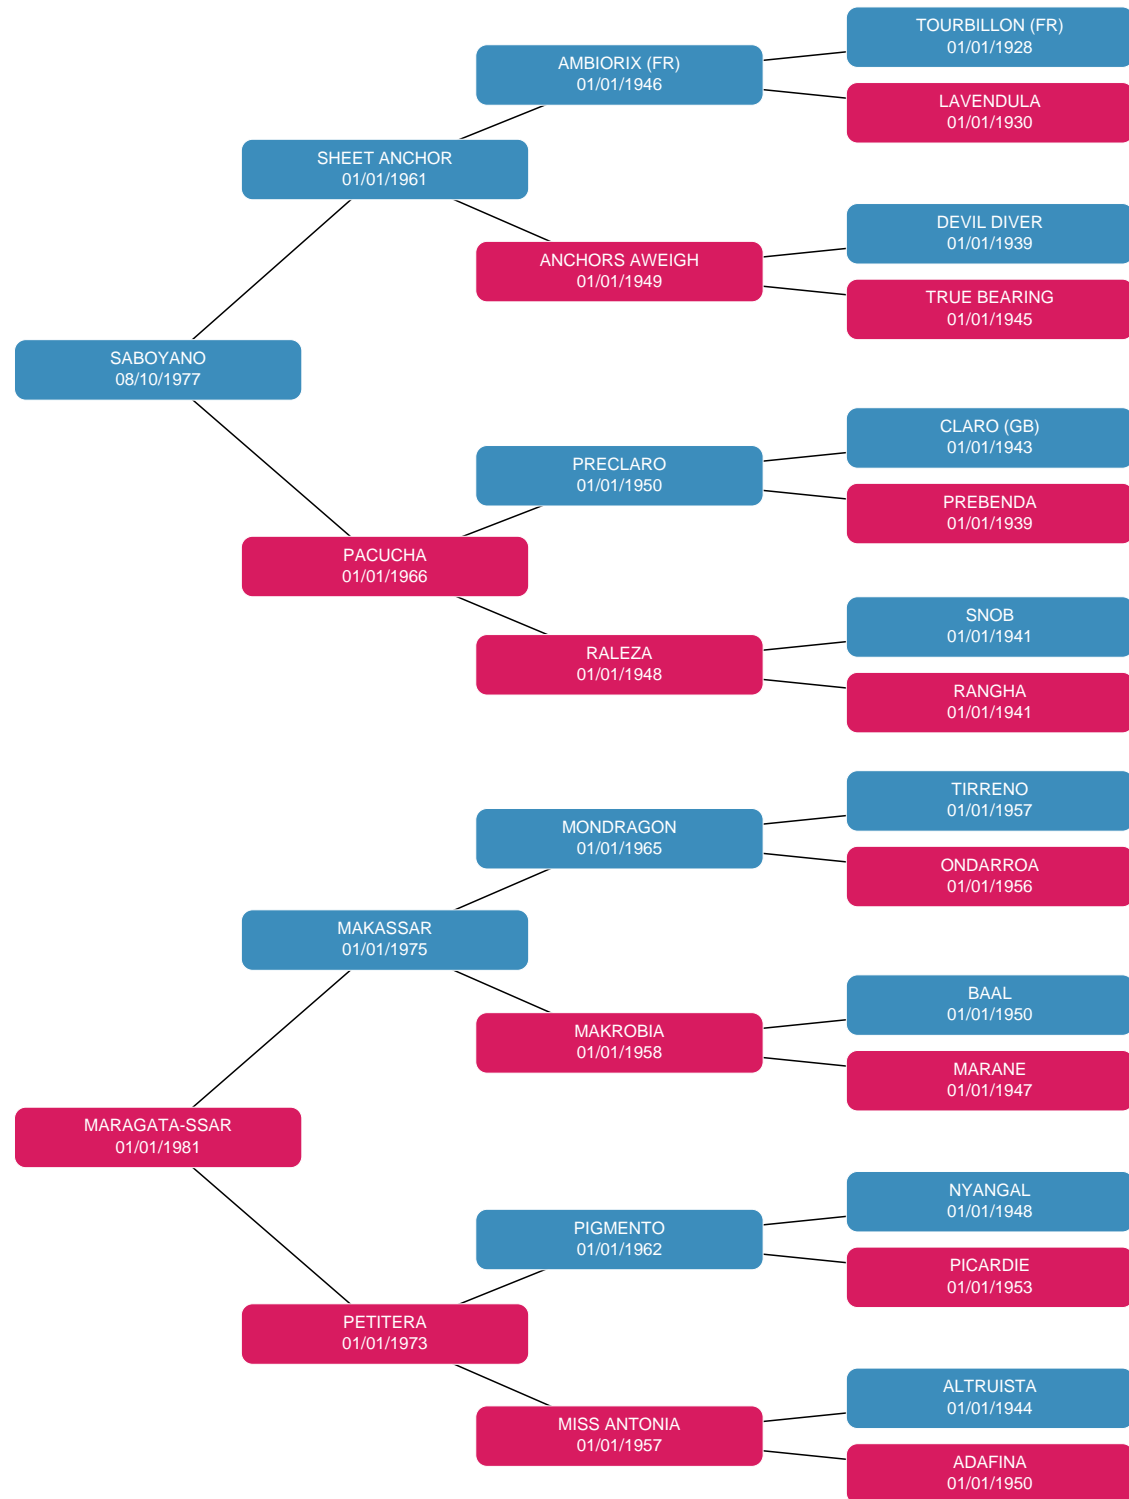 TOURBILLON (FR)
01/01/1928
AMBIORIX (FR)
01/01/1946
LAVENDULA
01/01/1930
SHEET ANCHOR
01/01/1961
DEVIL DIVER
01/01/1939
ANCHORS AWEIGH
01/01/1949
TRUE BEARING
01/01/1945
SABOYANO
08/10/1977
CLARO (GB)
01/01/1943
PRECLARO
01/01/1950
PREBENDA
01/01/1939
PACUCHA
01/01/1966
SNOB
01/01/1941
RALEZA
01/01/1948
RANGHA
01/01/1941
TIRRENO
01/01/1957
MONDRAGON
01/01/1965
ONDARROA
01/01/1956
MAKASSAR
01/01/1975
BAAL
01/01/1950
MAKROBIA
01/01/1958
MARANE
01/01/1947
MARAGATA-SSAR
01/01/1981
NYANGAL
01/01/1948
PIGMENTO
01/01/1962
PICARDIE
01/01/1953
PETITERA
01/01/1973
ALTRUISTA
01/01/1944
MISS ANTONIA
01/01/1957
ADAFINA
01/01/1950